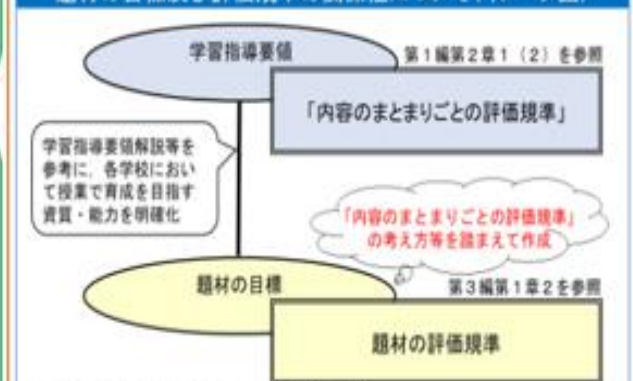 学習指導要領
第1編第2章1(2)を参照
「内容のまとまりごとの評価規準」
学習指導要領解説等を
参考に，各学校におい
て授業で育成を目指す
資質・能力を明確化
「内容のまとまりごとの評価規準」
の考え方等を踏まえて作成
題材の目標
第3編第1章2を参照
題材の評価規準